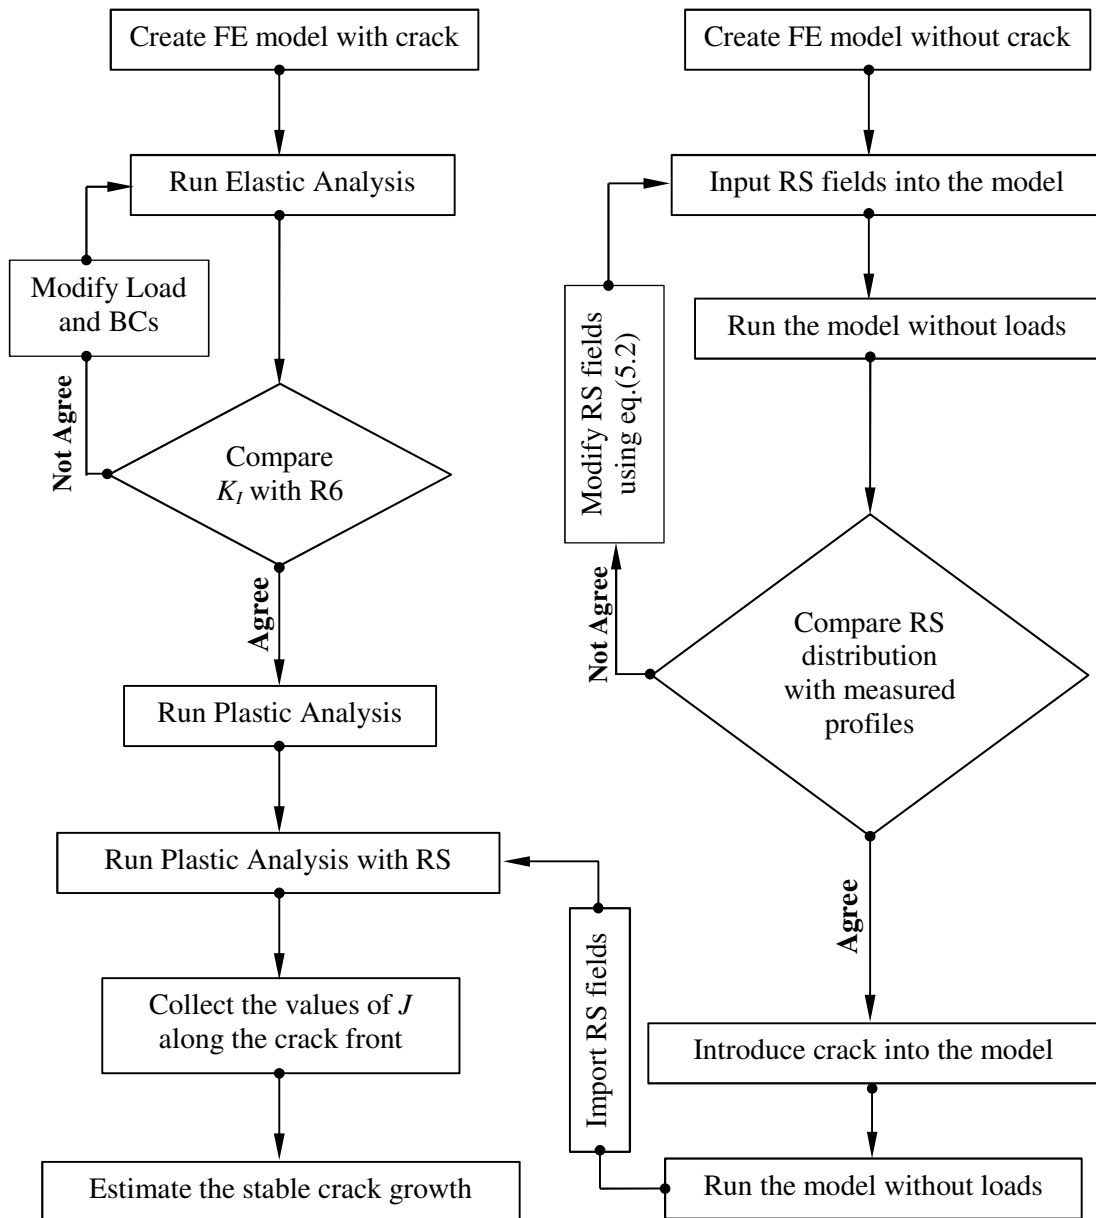 Create FE model with crack
Run Elastic Analysis
Modify Load
and BCs
Not Agree
Compare
K_I with R6
Agree
Run Plastic Analysis
Run Plastic Analysis with RS
Collect the values of J
along the crack front
Estimate the stable crack growth
Create FE model without crack
Input RS fields into the model
Run the model without loads
Modify RS fields
using eq.(5.2)
Not Agree
Compare RS
distribution
with measured
profiles
Agree
Introduce crack into the model
Run the model without loads
Import RS fields